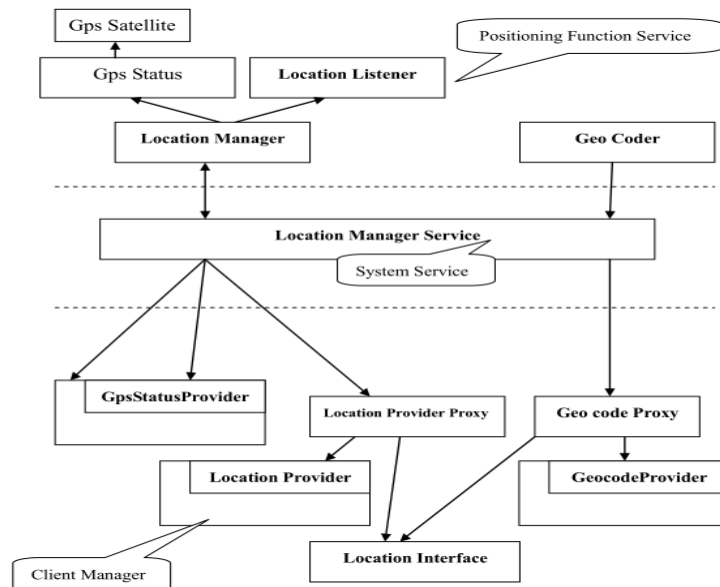 Gps Satellite
Positioning Function Service
Gps Status
Location Listener
Location Manager
Geo Coder
Location Manager Service
System Service
GpsStatusProvider
Location Provider Proxy
Geo code Proxy
Location Provider
GeocodeProvider
Location Interface
Client Manager